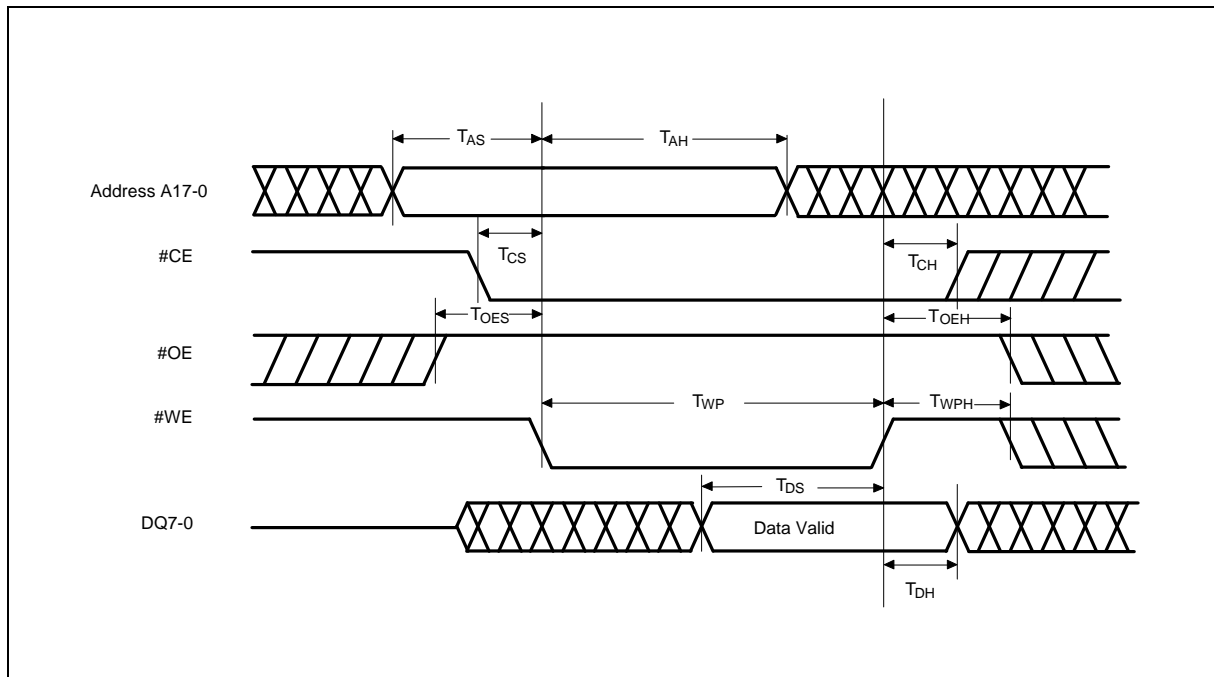 TAS
TAH
Address A17-0
TCS
TCH
#CE
TOES
TOEH
#OE
TWP
TWPH
#WE
TDS
DQ7-0
Data Valid
TDH